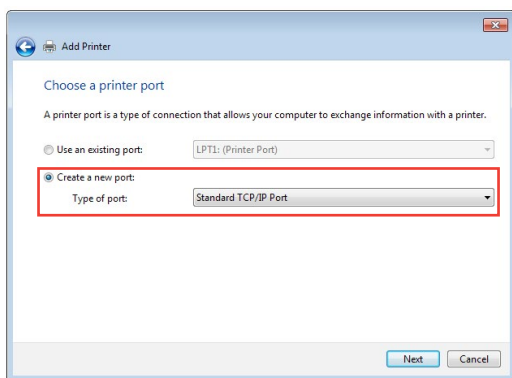 Add Printer
Choose a printer port
A printer port is a type of connection that allows your computer to exchange information with a printer.
Use an existing port: LPT1: (Printer Port)
Create a new port:
Type of port: Standard TCP/IP Port
Next Cancel